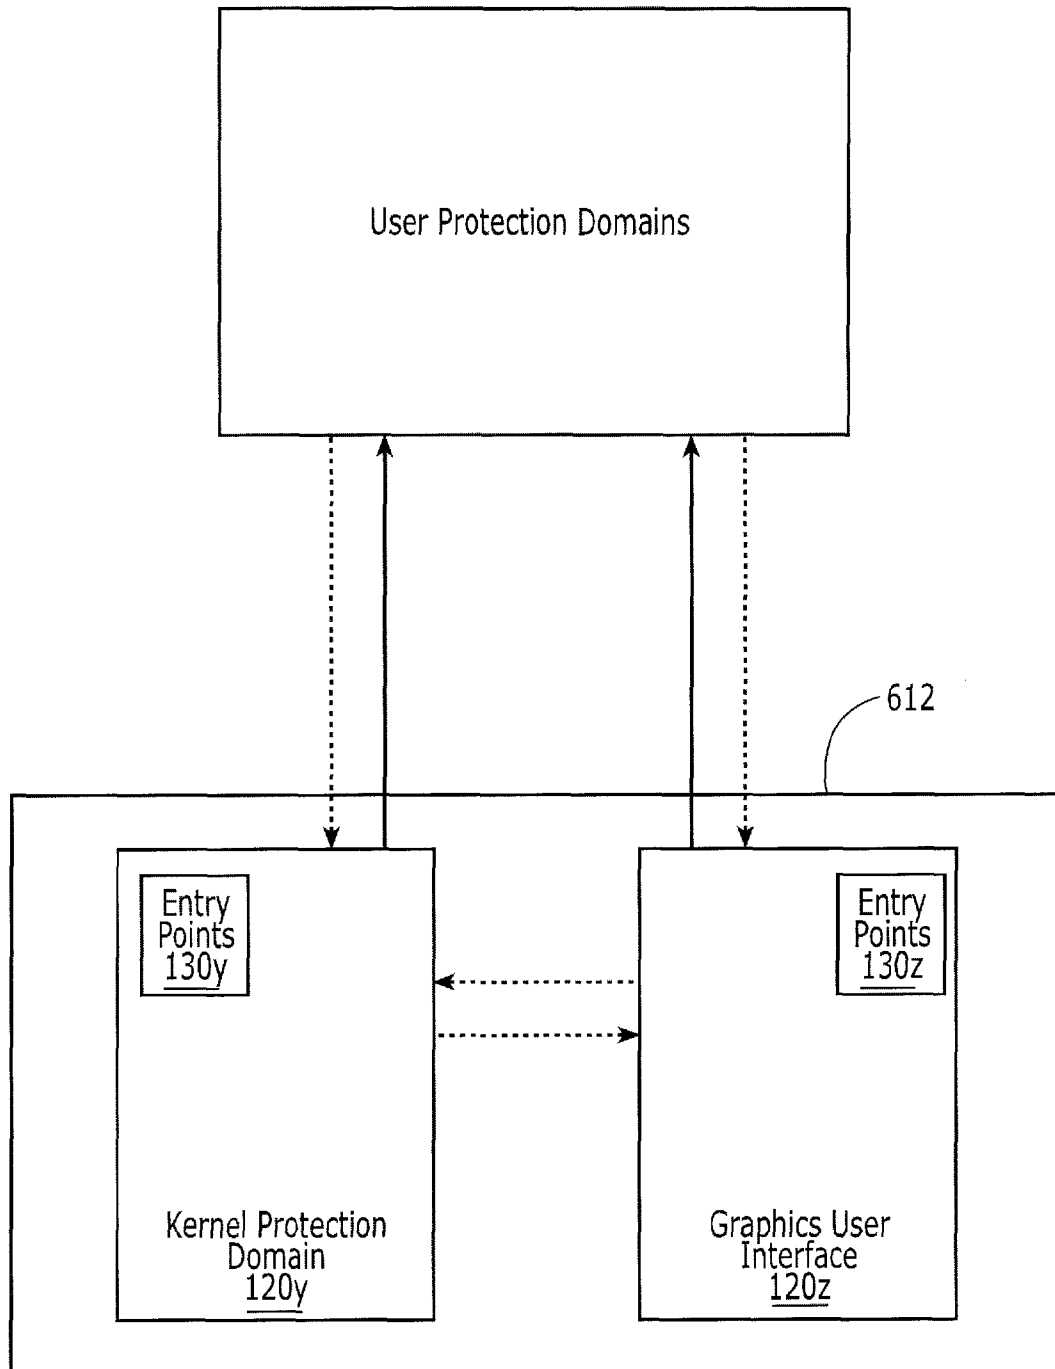 User Protection Domains
612
Entry
Points
130y
Entry
Points
130z
Kernel Protection
Domain
120y
Graphics User
Interface
120z